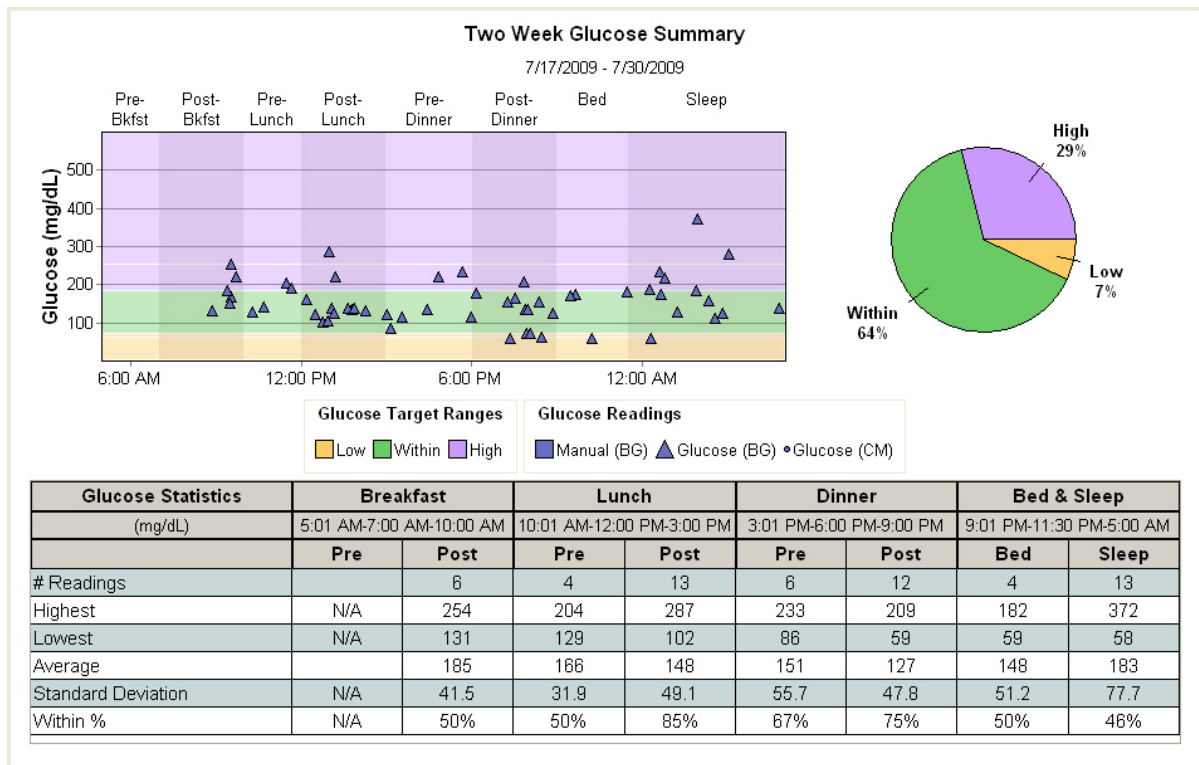 Two Week Glucose Summary
7/17/2009 - 7/30/2009
Pre-
Bkfst
Post-
Bkfst
Pre-
Lunch
Post-
Lunch
Pre-
Dinner
Post-
Dinner
Bed
Sleep
Glucose (mg/dL)
500
400
300
200
100
6:00 AM
12:00 PM
6:00 PM
12:00 AM
High
29%
Low
7%
Within
64%
Glucose Target Ranges
Low Within High
Glucose Readings
Manual (BG) Glucose (BG) Glucose (CM)
Glucose Statistics Breakfast Lunch Dinner Bed & Sleep
(mg/dL) 5:01 AM-7:00 AM-10:00 AM 10:01 AM-12:00 PM-3:00 PM 3:01 PM-6:00 PM-9:00 PM 9:01 PM-11:30 PM-5:00 AM
Pre Post Pre Post Pre Post Bed Sleep
# Readings 6 4 13 6 12 4 13
Highest N/A 254 204 287 233 209 182 372
Lowest N/A 131 129 102 86 59 59 58
Average 185 166 148 151 127 148 183
Standard Deviation N/A 41.5 31.9 49.1 55.7 47.8 51.2 77.7
Within % N/A 50% 50% 85% 67% 75% 50% 46%